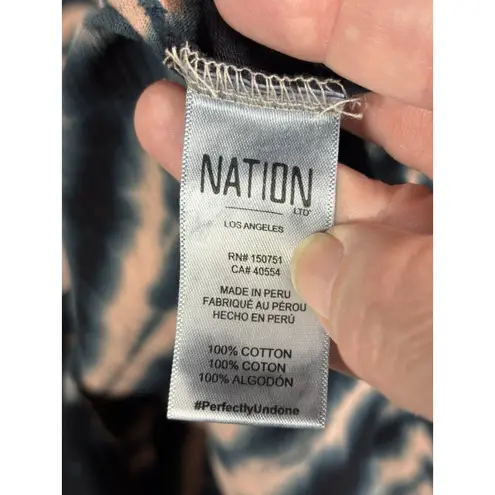 NATION
LTD
LOS ANGELES
RN# 150751
CA# 40554
MADE IN PERU
FABRIQUÉ AU PÉROU
HECHO EN PERÚ
100% COTTON
100% COTON
100% ALGODÓN
#PerfectlyUndone